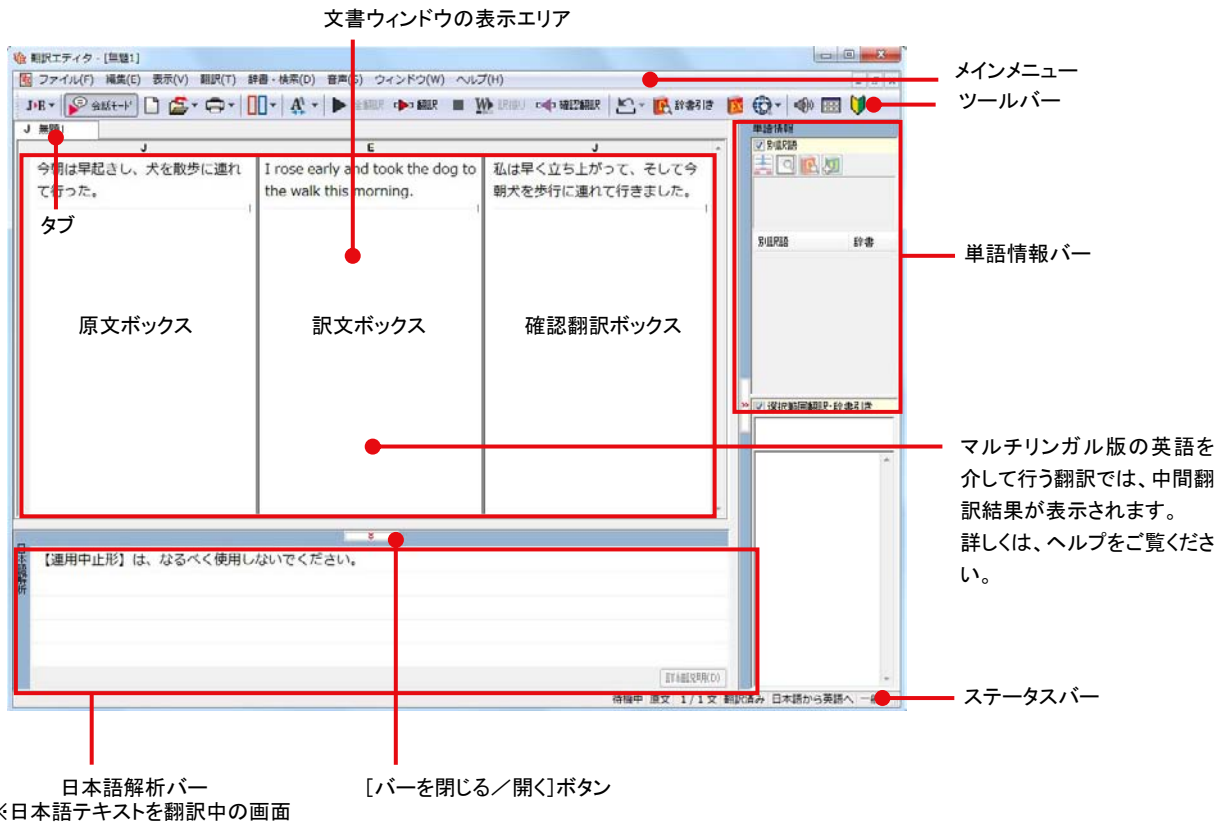 文書ウィンドウの表示エリア
翻訳エディタ - [無題1]
ファイル(F) 編集(E) 表示(V) 翻訳(T) 辞書・検索(D) 音声(S) ウィンドウ(W) ヘルプ(H)
メインメニュー
J▸E 会話モード 全翻訳 翻訳 訳振り 確認翻訳 辞書引き
ツールバー
J 無題1
単語情報
J E J
別訳語
今朝は早起きし、犬を散歩に連れ
て行った。
I rose early and took the dog to
the walk this morning.
私は早く立ち上がって、そして今
朝犬を歩行に連れて行きました。
タブ
別訳語 辞書
単語情報バー
原文ボックス
訳文ボックス
確認翻訳ボックス
選択範囲翻訳・辞書引き
マルチリンガル版の英語を
介して行う翻訳では、中間翻
訳結果が表示されます。
詳しくは、ヘルプをご覧くださ
い。
日本語解析
【連用中止形】は、なるべく使用しないでください。
詳細説明(D)
待機中 原文 1 / 1 文 翻訳済み 日本語から英語へ
ステータスバー
日本語解析バー
[バーを閉じる／開く]ボタン
※日本語テキストを翻訳中の画面